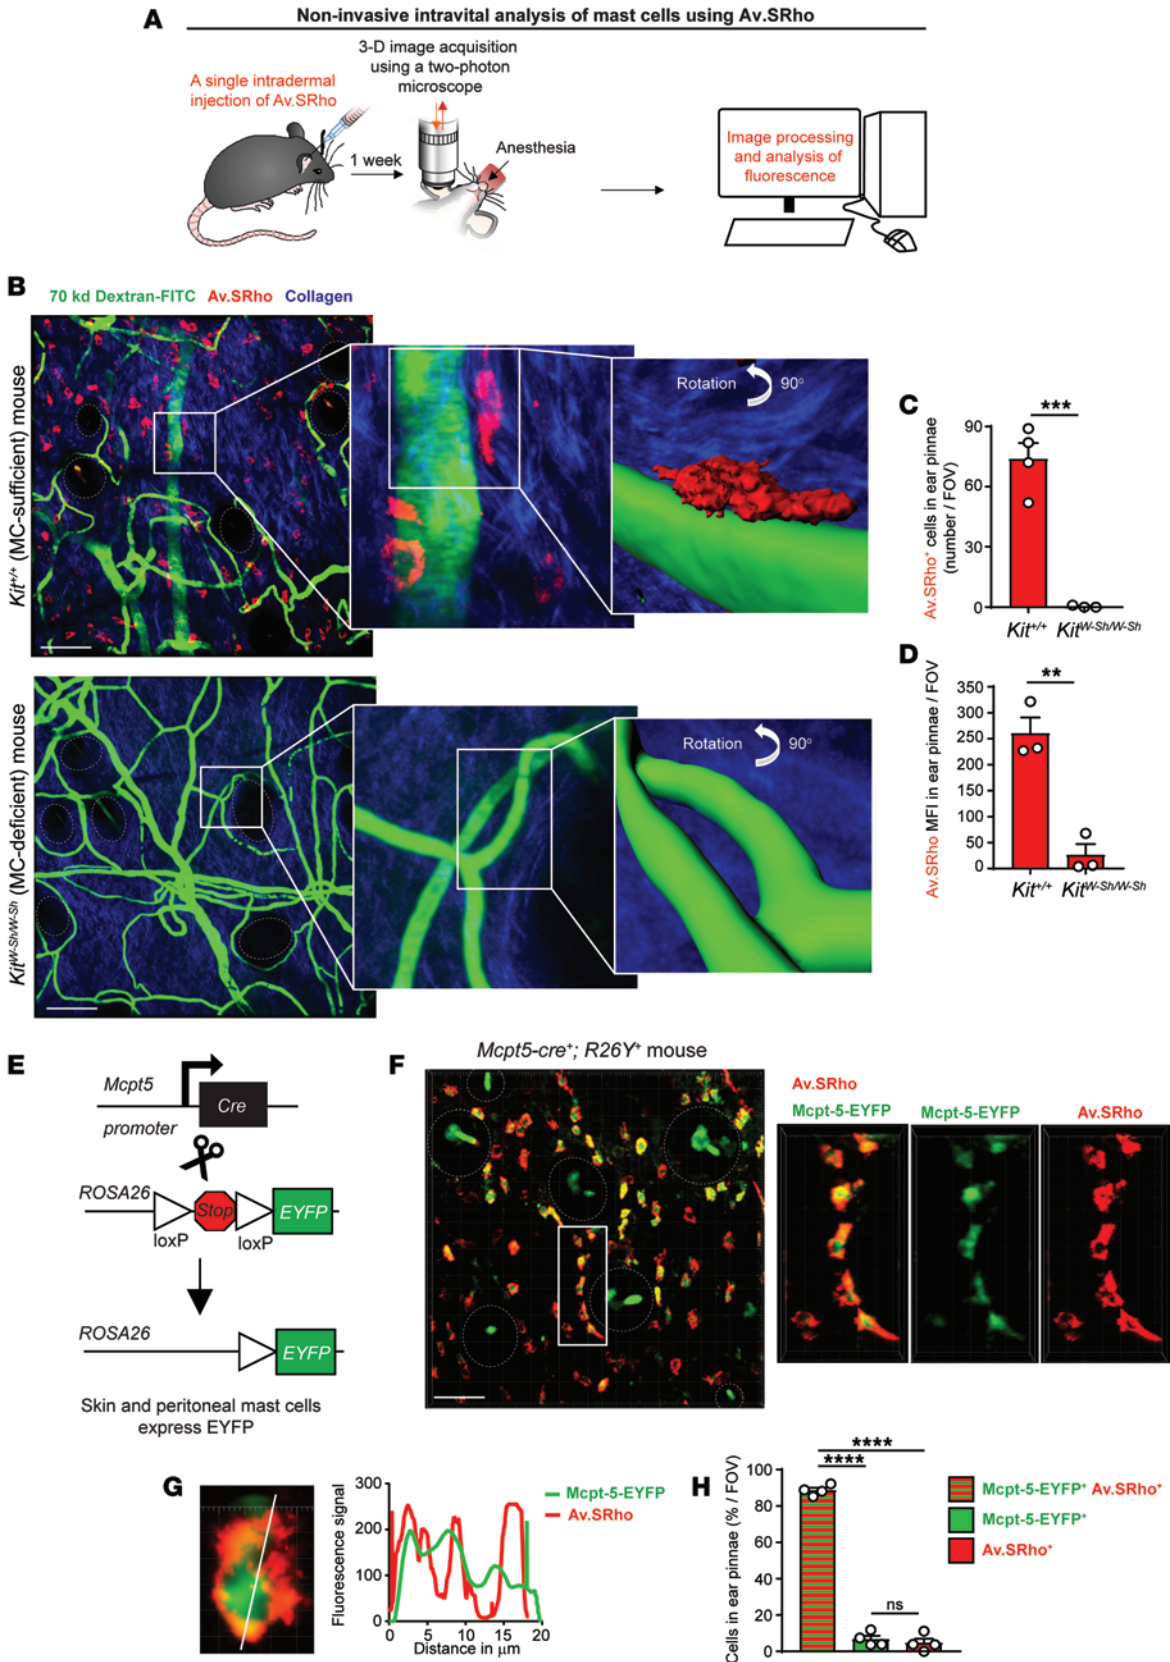 A
Non-invasive intravital analysis of mast cells using Av.SRho
A single intradermal
injection of Av.SRho
3-D image acquisition
using a two-photon
microscope
1 week
Anesthesia
Image processing
and analysis of
fluorescence
B
70 kd Dextran-FITC Av.SRho Collagen
Kit+/+ (MC-sufficient) mouse
Rotation 90°
KitW-Sh/W-Sh (MC-deficient) mouse
Rotation 90°
C
Av.SRho+ cells in ear pinnae
(number / FOV)
***
90
60
30
0
Kit+/+ KitW-Sh/W-Sh
D
Av.SRho MFI in ear pinnae / FOV
**
350
300
250
200
150
100
50
0
Kit+/+ KitW-Sh/W-Sh
E
Mcpt5
promoter
Cre
ROSA26
Stop
EYFP
loxP
loxP
ROSA26
EYFP
Skin and peritoneal mast cells
express EYFP
F
Mcpt5-cre+; R26Y+ mouse
Av.SRho
Mcpt-5-EYFP
Mcpt-5-EYFP
Av.SRho
G
Fluorescence signal
300
200
100
0
0 5 10 15 20
Distance in µm
Mcpt-5-EYFP
Av.SRho
H
Cells in ear pinnae (% / FOV)
100
80
60
40
20
0
****
****
ns
Mcpt-5-EYFP+ Av.SRho+
Mcpt-5-EYFP+
Av.SRho+